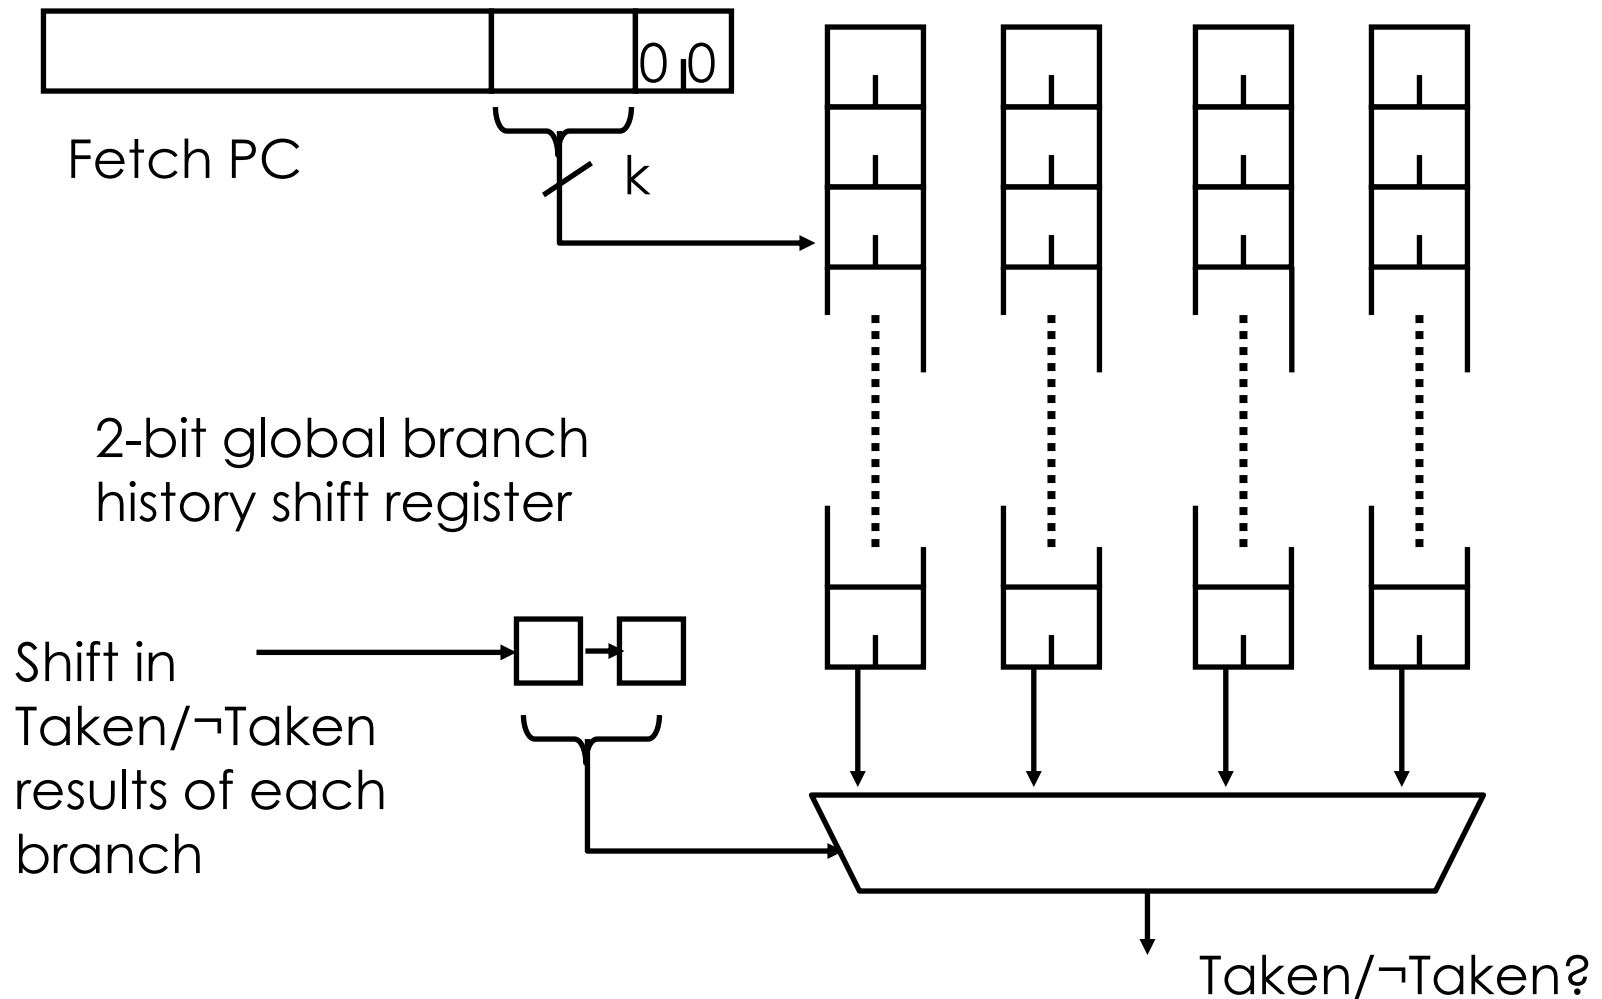 0 0
Fetch PC
k
2-bit global branch
history shift register
Shift in
Taken/¬Taken
results of each
branch
Taken/¬Taken?